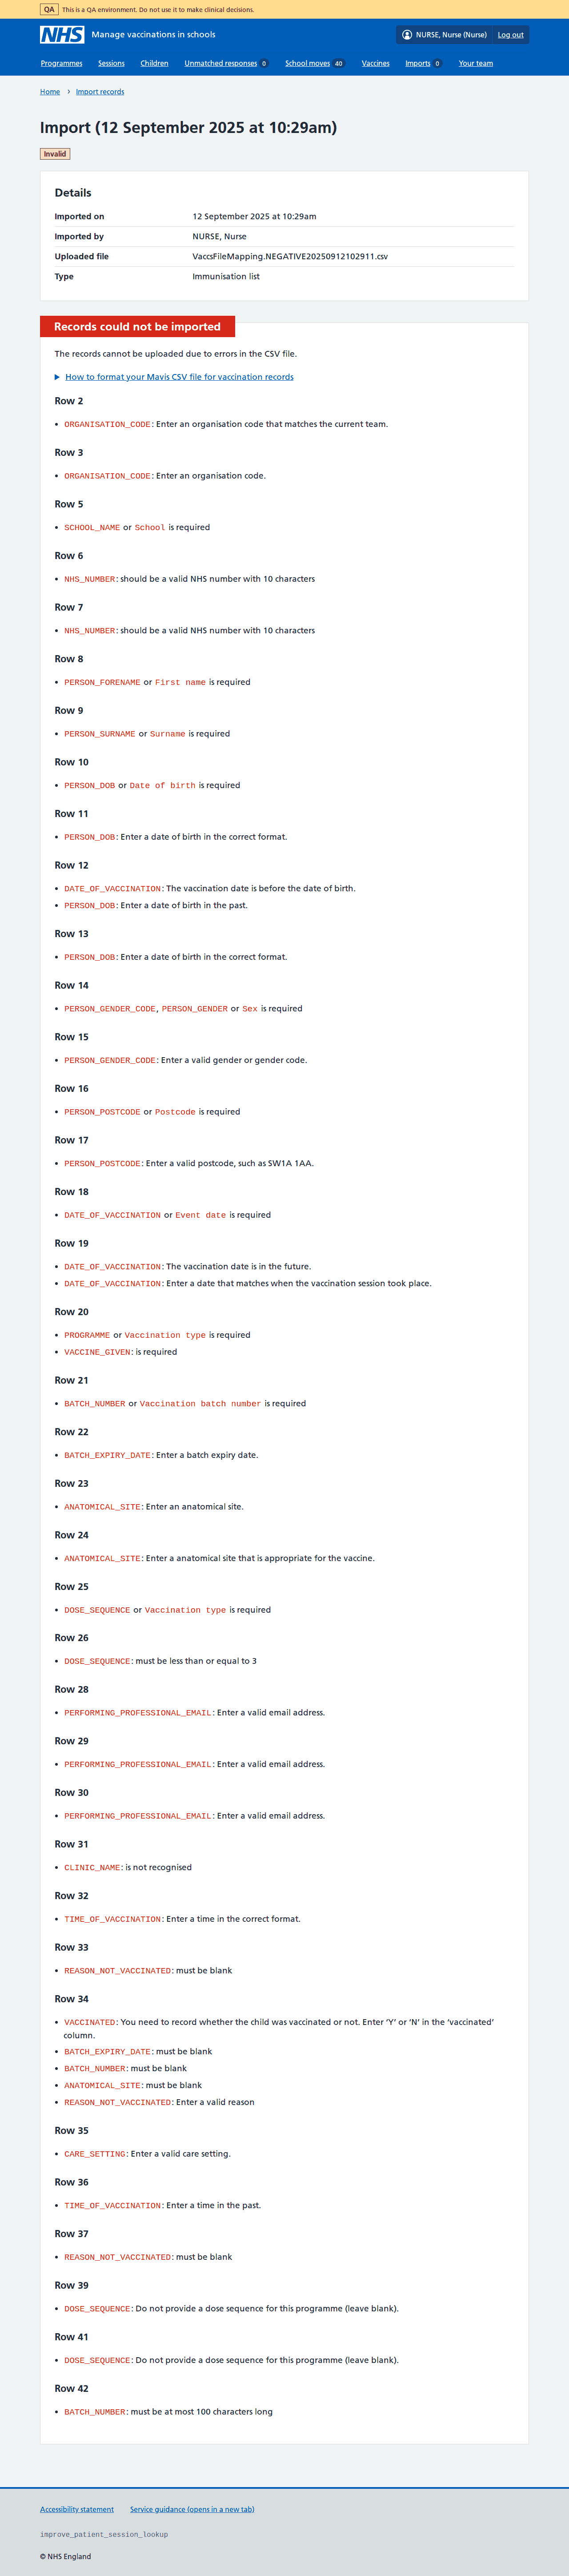 QA This is a QA environment. Do not use it to make clinical decisions.
NHS Manage vaccinations in schools NURSE, Nurse (Nurse) Log out
Programmes Sessions Children Unmatched responses 0 School moves 40 Vaccines Imports 0 Your team
Home › Import records
Import (12 September 2025 at 10:29am)
Invalid
Details
Imported on 12 September 2025 at 10:29am
Imported by NURSE, Nurse
Uploaded file VaccsFileMapping.NEGATIVE20250912102911.csv
Type Immunisation list
Records could not be imported
The records cannot be uploaded due to errors in the CSV file.
How to format your Mavis CSV file for vaccination records
Row 2
• ORGANISATION_CODE: Enter an organisation code that matches the current team.
Row 3
• ORGANISATION_CODE: Enter an organisation code.
Row 5
• SCHOOL_NAME or School is required
Row 6
• NHS_NUMBER: should be a valid NHS number with 10 characters
Row 7
• NHS_NUMBER: should be a valid NHS number with 10 characters
Row 8
• PERSON_FORENAME or First name is required
Row 9
• PERSON_SURNAME or Surname is required
Row 10
• PERSON_DOB or Date of birth is required
Row 11
• PERSON_DOB: Enter a date of birth in the correct format.
Row 12
• DATE_OF_VACCINATION: The vaccination date is before the date of birth.
• PERSON_DOB: Enter a date of birth in the past.
Row 13
• PERSON_DOB: Enter a date of birth in the correct format.
Row 14
• PERSON_GENDER_CODE, PERSON_GENDER or Sex is required
Row 15
• PERSON_GENDER_CODE: Enter a valid gender or gender code.
Row 16
• PERSON_POSTCODE or Postcode is required
Row 17
• PERSON_POSTCODE: Enter a valid postcode, such as SW1A 1AA.
Row 18
• DATE_OF_VACCINATION or Event date is required
Row 19
• DATE_OF_VACCINATION: The vaccination date is in the future.
• DATE_OF_VACCINATION: Enter a date that matches when the vaccination session took place.
Row 20
• PROGRAMME or Vaccination type is required
• VACCINE_GIVEN: is required
Row 21
• BATCH_NUMBER or Vaccination batch number is required
Row 22
• BATCH_EXPIRY_DATE: Enter a batch expiry date.
Row 23
• ANATOMICAL_SITE: Enter an anatomical site.
Row 24
• ANATOMICAL_SITE: Enter a anatomical site that is appropriate for the vaccine.
Row 25
• DOSE_SEQUENCE or Vaccination type is required
Row 26
• DOSE_SEQUENCE: must be less than or equal to 3
Row 28
• PERFORMING_PROFESSIONAL_EMAIL: Enter a valid email address.
Row 29
• PERFORMING_PROFESSIONAL_EMAIL: Enter a valid email address.
Row 30
• PERFORMING_PROFESSIONAL_EMAIL: Enter a valid email address.
Row 31
• CLINIC_NAME: is not recognised
Row 32
• TIME_OF_VACCINATION: Enter a time in the correct format.
Row 33
• REASON_NOT_VACCINATED: must be blank
Row 34
• VACCINATED: You need to record whether the child was vaccinated or not. Enter ‘Y’ or ‘N’ in the ‘vaccinated’
column.
• BATCH_EXPIRY_DATE: must be blank
• BATCH_NUMBER: must be blank
• ANATOMICAL_SITE: must be blank
• REASON_NOT_VACCINATED: Enter a valid reason
Row 35
• CARE_SETTING: Enter a valid care setting.
Row 36
• TIME_OF_VACCINATION: Enter a time in the past.
Row 37
• REASON_NOT_VACCINATED: must be blank
Row 39
• DOSE_SEQUENCE: Do not provide a dose sequence for this programme (leave blank).
Row 41
• DOSE_SEQUENCE: Do not provide a dose sequence for this programme (leave blank).
Row 42
• BATCH_NUMBER: must be at most 100 characters long
Accessibility statement Service guidance (opens in a new tab)
improve_patient_session_lookup
© NHS England